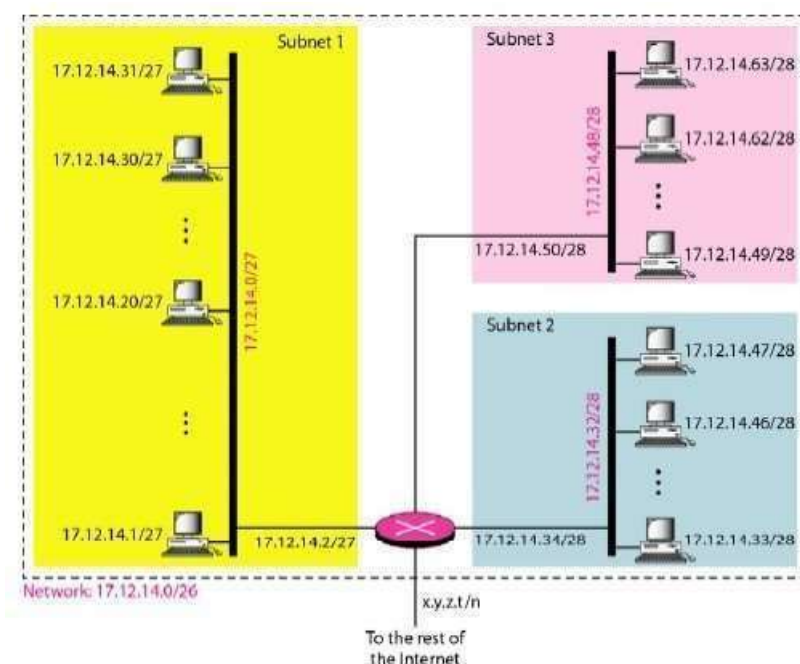 Subnet 1
17.12.14.31/27
17.12.14.30/27
17.12.14.20/27
17.12.14.0/27
17.12.14.1/27
17.12.14.2/27
Subnet 3
17.12.14.63/28
17.12.14.62/28
17.12.14.48/28
17.12.14.50/28
17.12.14.49/28
Subnet 2
17.12.14.47/28
17.12.14.46/28
17.12.14.32/28
17.12.14.34/28
17.12.14.33/28
Network: 17.12.14.0/26
x.y.z.t/n
To the rest of
the Internet